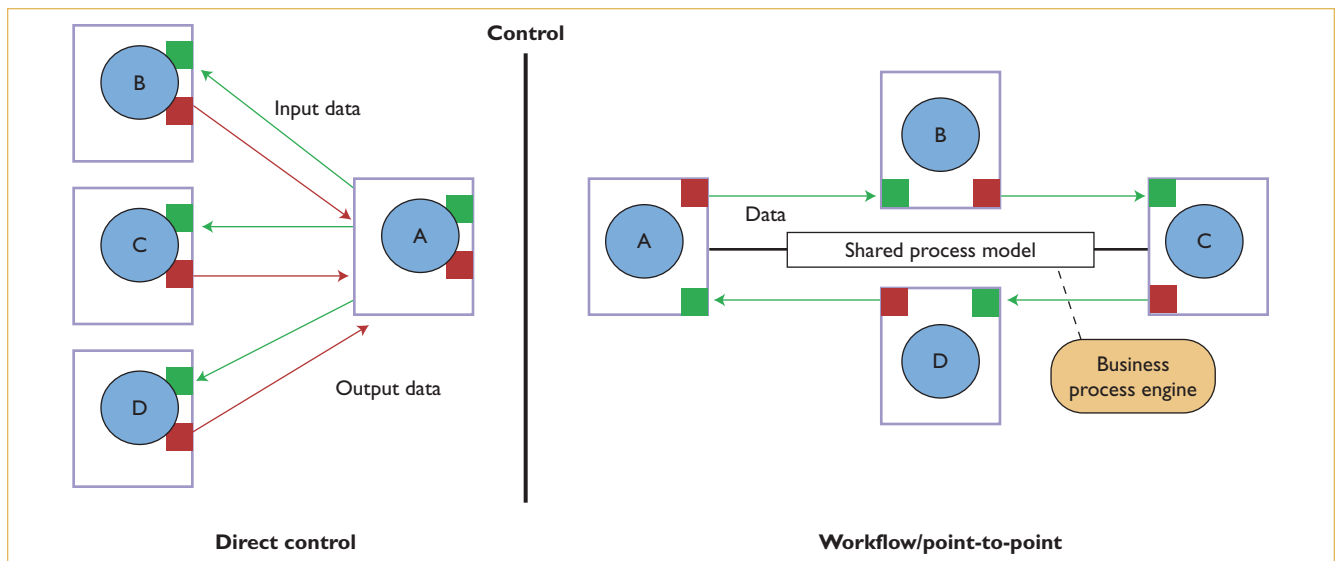 Control
B
Input data
C
A
D
Output data
Direct control
B
A
Data
Shared process model
C
D
Business
process engine
Workflow/point-to-point